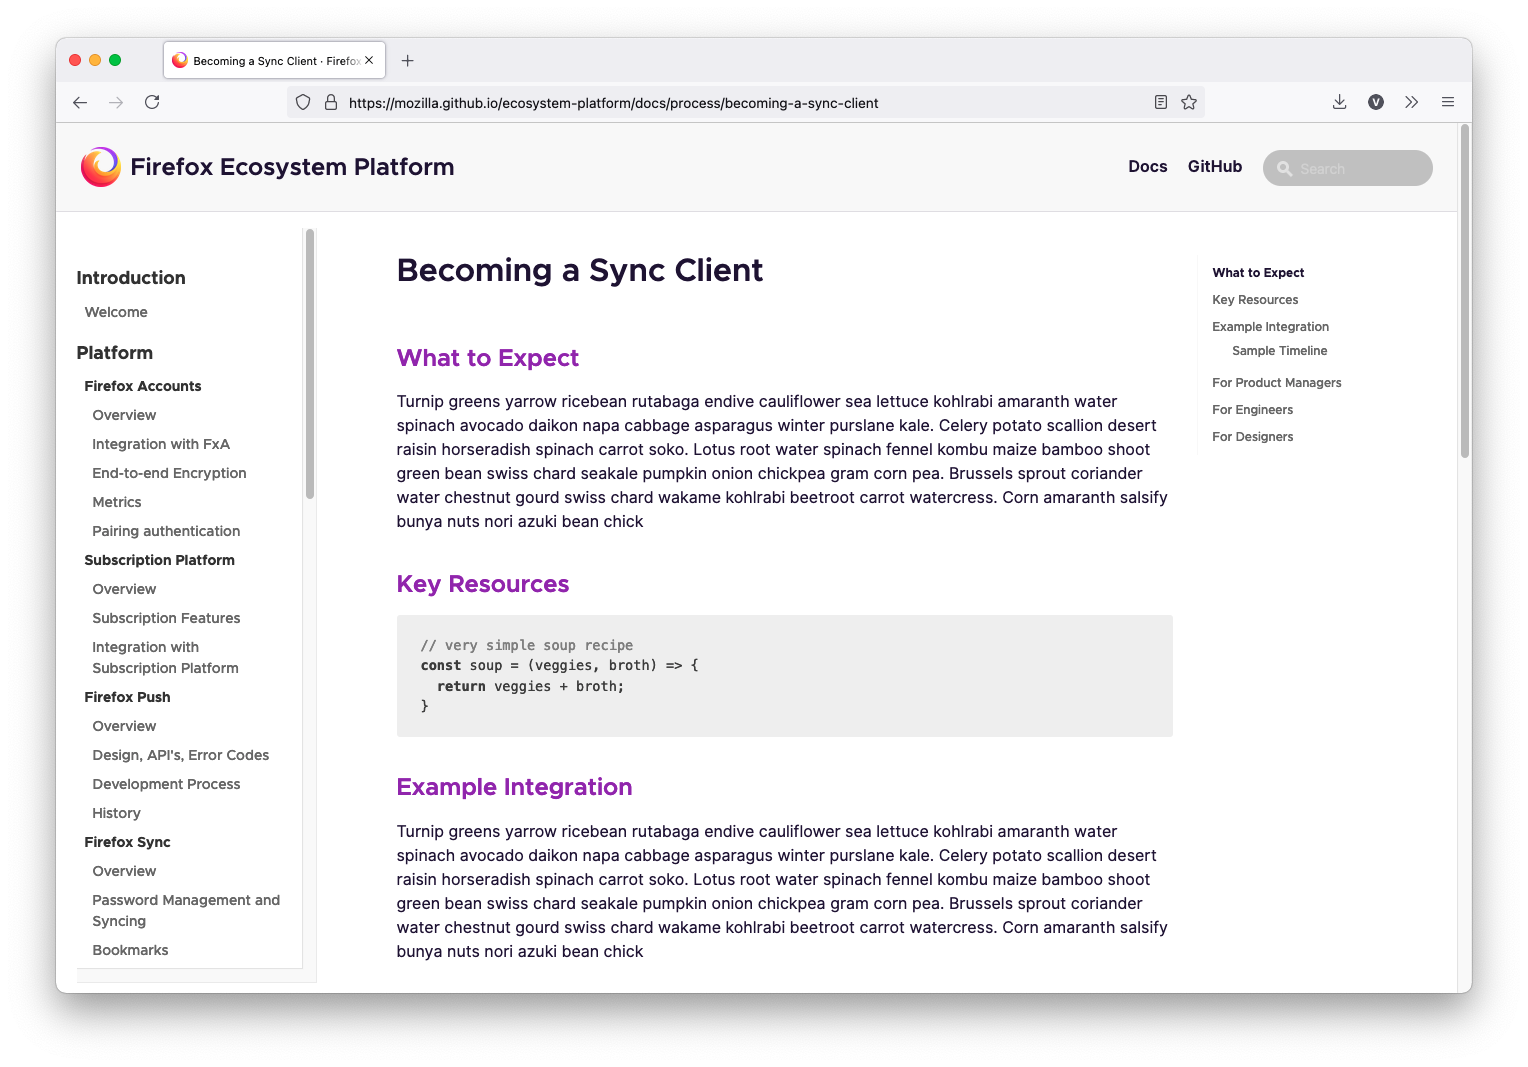 Becoming a Sync Client · Firefox
https://mozilla.github.io/ecosystem-platform/docs/process/becoming-a-sync-client
V
Firefox Ecosystem Platform
Docs
GitHub
Search
Introduction
Welcome
Platform
Firefox Accounts
Overview
Integration with FxA
End-to-end Encryption
Metrics
Pairing authentication
Subscription Platform
Overview
Subscription Features
Integration with
Subscription Platform
Firefox Push
Overview
Design, API's, Error Codes
Development Process
History
Firefox Sync
Overview
Password Management and
Syncing
Bookmarks
Becoming a Sync Client
What to Expect
Turnip greens yarrow ricebean rutabaga endive cauliflower sea lettuce kohlrabi amaranth water
spinach avocado daikon napa cabbage asparagus winter purslane kale. Celery potato scallion desert
raisin horseradish spinach carrot soko. Lotus root water spinach fennel kombu maize bamboo shoot
green bean swiss chard seakale pumpkin onion chickpea gram corn pea. Brussels sprout coriander
water chestnut gourd swiss chard wakame kohlrabi beetroot carrot watercress. Corn amaranth salsify
bunya nuts nori azuki bean chick
Key Resources
// very simple soup recipe
const soup = (veggies, broth) => {
  return veggies + broth;
}
Example Integration
Turnip greens yarrow ricebean rutabaga endive cauliflower sea lettuce kohlrabi amaranth water
spinach avocado daikon napa cabbage asparagus winter purslane kale. Celery potato scallion desert
raisin horseradish spinach carrot soko. Lotus root water spinach fennel kombu maize bamboo shoot
green bean swiss chard seakale pumpkin onion chickpea gram corn pea. Brussels sprout coriander
water chestnut gourd swiss chard wakame kohlrabi beetroot carrot watercress. Corn amaranth salsify
bunya nuts nori azuki bean chick
What to Expect
Key Resources
Example Integration
Sample Timeline
For Product Managers
For Engineers
For Designers